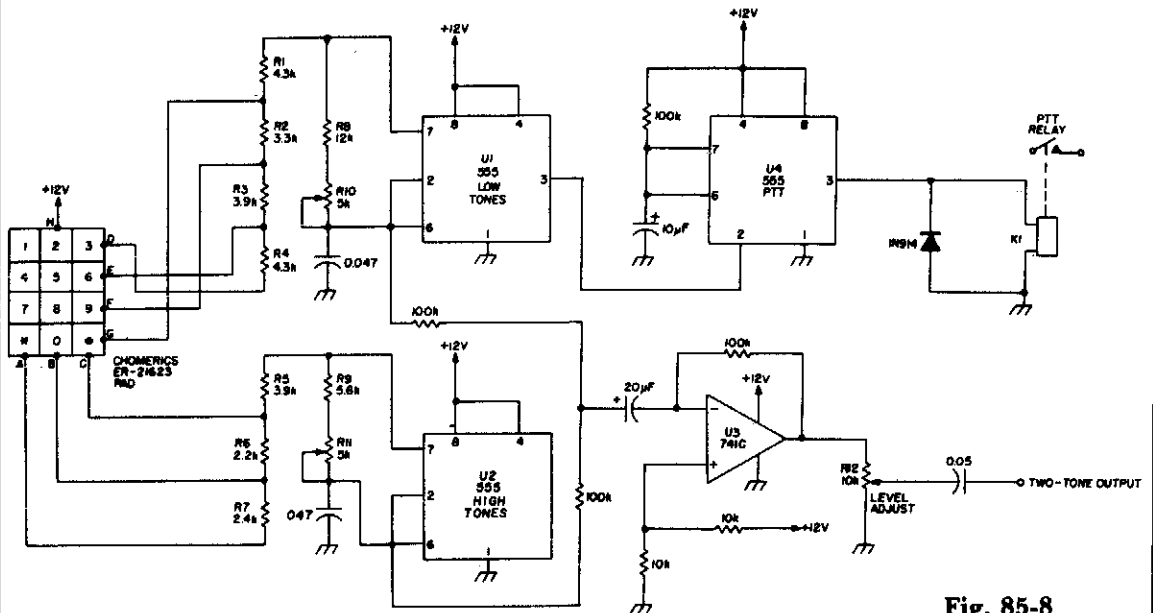 +12V
R1
4.3k
R2
3.3k
R3
3.9k
R4
4.3k
R8
12k
R10
5k
0.047
+12V
8
4
7
2
6
3
1
U1
555
LOW
TONES
+12V
100k
10µF
+
4
8
7
6
2
3
1
U4
555
PTT
1N914
PTT
RELAY
K1
+12V
H
1 2 3 D
4 5 6 E
7 8 9 F
* 0 G
A B C
CHOMERICS
ER-21623
PAD
100k
R5
3.9k
R6
2.2k
R7
2.4k
R9
5.6k
R11
5k
.047
+12V
8
4
7
2
6
1
U2
555
HIGH
TONES
100k
+
20µF
100k
+12V
-
+
U3
741C
10k
+12V
10k
R12
10k
LEVEL
ADJUST
0.05
TWO-TONE OUTPUT
Fig. 85-8